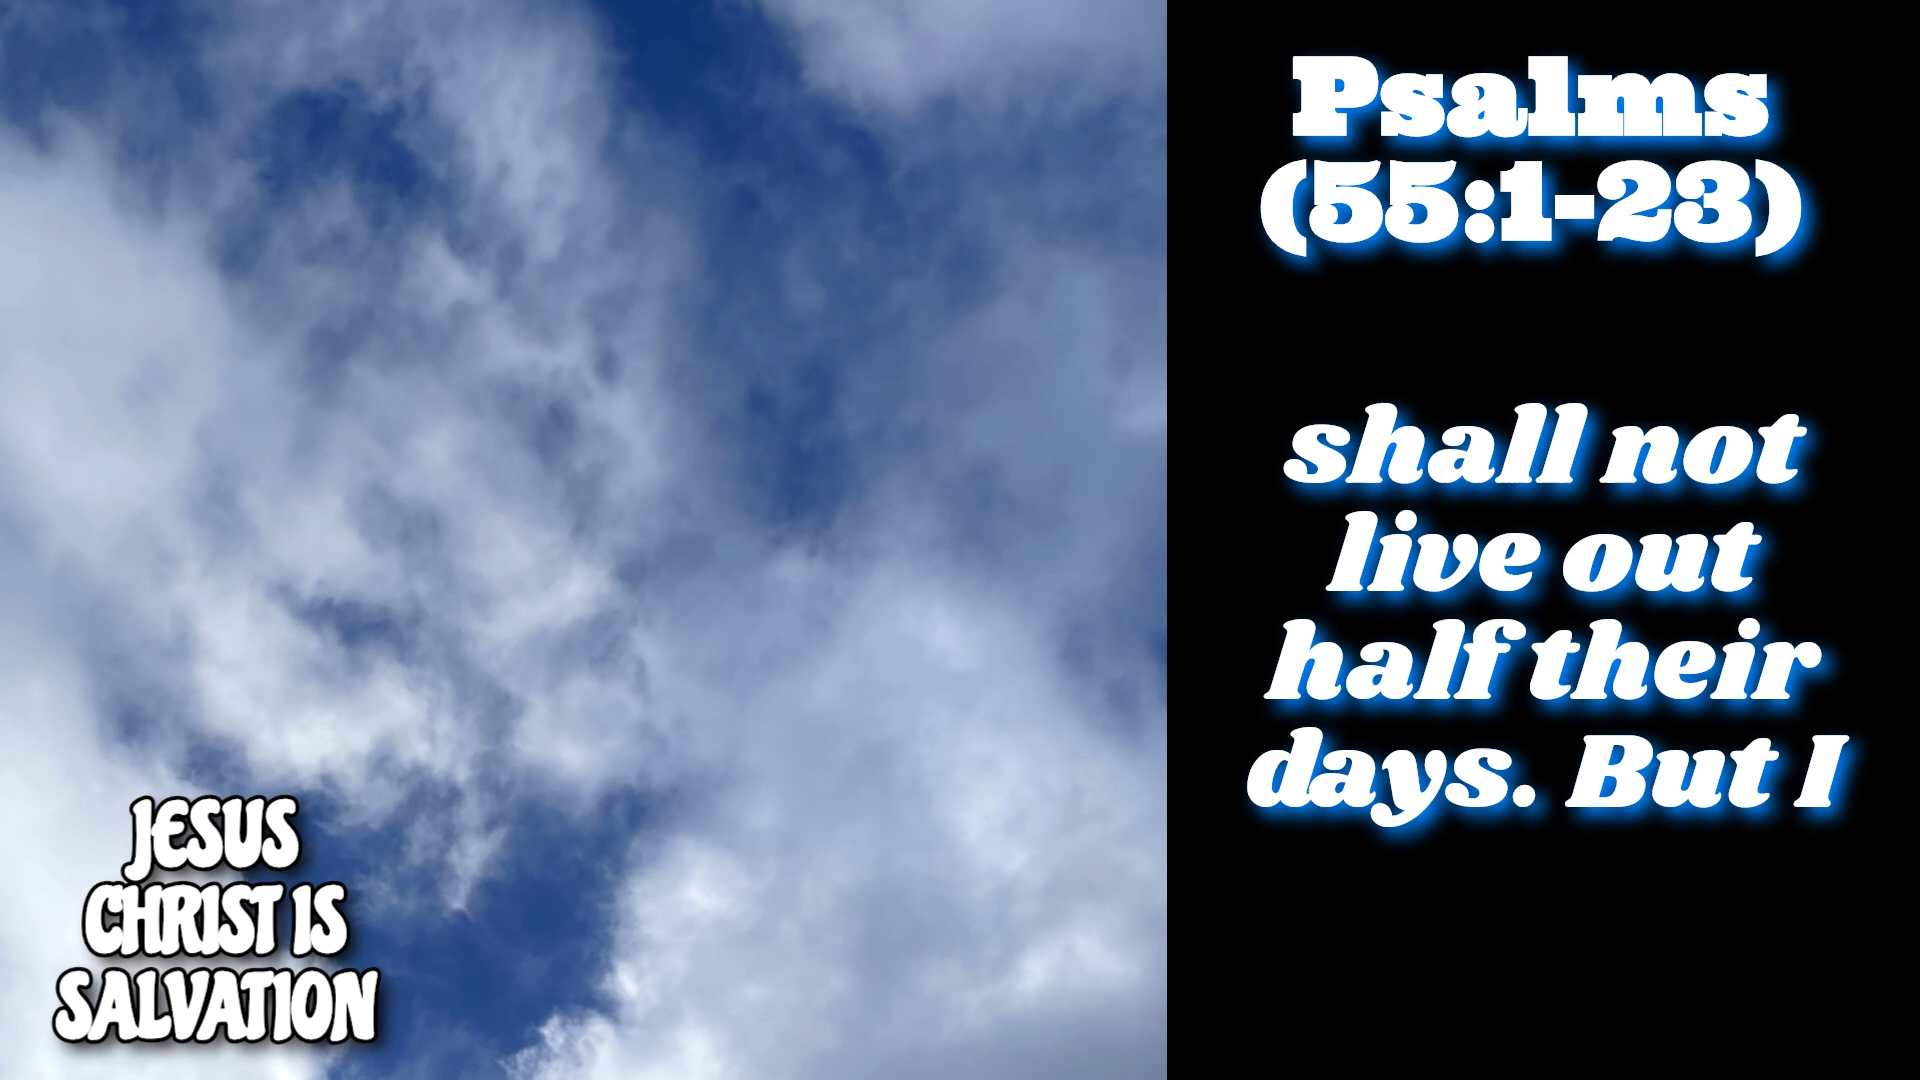 Psalms
(55:1-23)
shall not
live out
half their
days. But I
JESUS
CHRIST IS
SALVATION